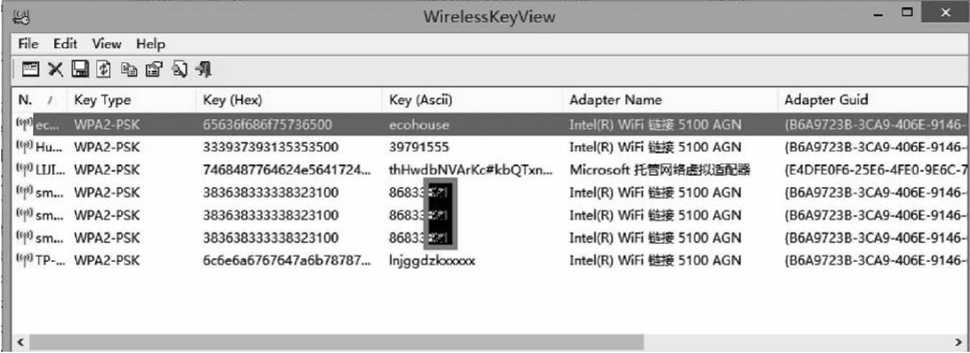 WirelessKeyView
File Edit View Help
N. / Key Type Key (Hex) Key (Ascii) Adapter Name Adapter Guid
ec... WPA2-PSK 65636f686f75736500 ecohouse Intel(R) WiFi 链接 5100 AGN {B6A9723B-3CA9-406E-9146-
Hu... WPA2-PSK 333937393135353500 39791555 Intel(R) WiFi 链接 5100 AGN {B6A9723B-3CA9-406E-9146-
LIJI... WPA2-PSK 7468487764624e5641724... thHwdbNVArKc#kbQTxn... Microsoft 托管网络虚拟适配器 {E4DFE0F6-25E6-4FE0-9E6C-7
sm... WPA2-PSK 383638333338323100 86833 Intel(R) WiFi 链接 5100 AGN {B6A9723B-3CA9-406E-9146-
sm... WPA2-PSK 383638333338323100 86833 Intel(R) WiFi 链接 5100 AGN {B6A9723B-3CA9-406E-9146-
sm... WPA2-PSK 383638333338323100 86833 Intel(R) WiFi 链接 5100 AGN {B6A9723B-3CA9-406E-9146-
TP-... WPA2-PSK 6c6e6a6767647a6b78787... lnjggdzkxxxxx Intel(R) WiFi 链接 5100 AGN {B6A9723B-3CA9-406E-9146-